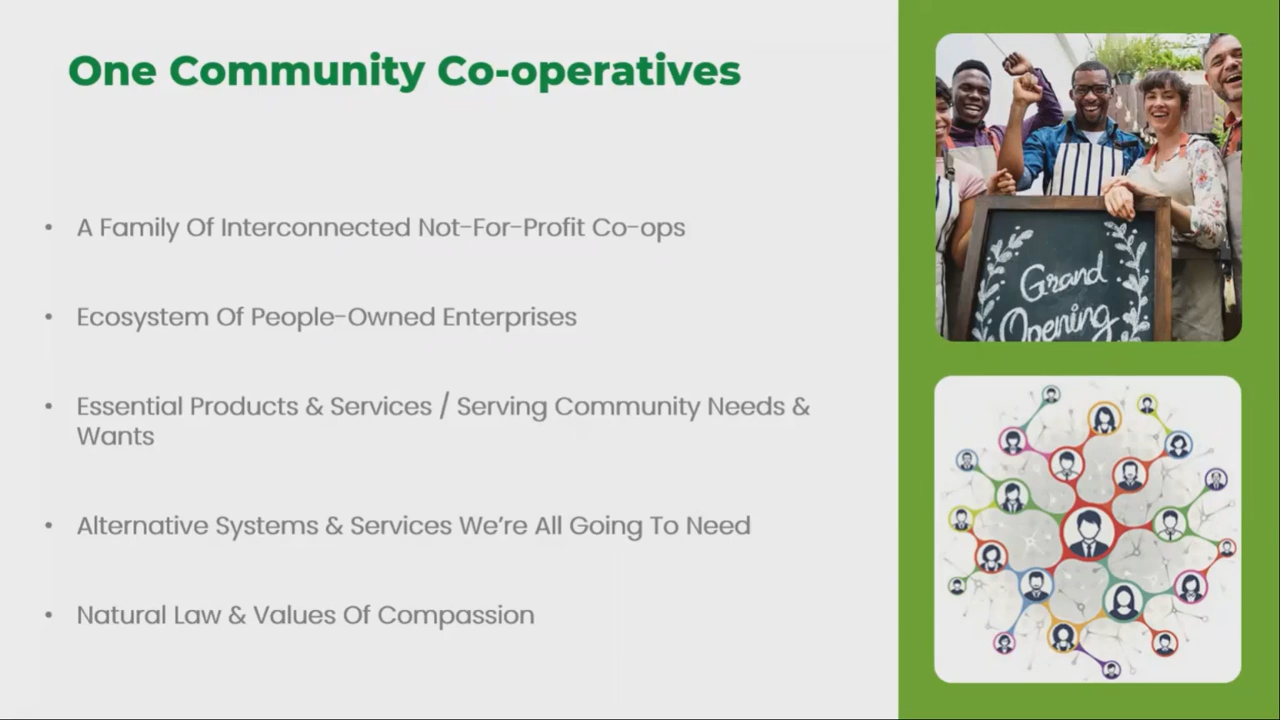 One Community Co-operatives
• A Family Of Interconnected Not-For-Profit Co-ops
• Ecosystem Of People-Owned Enterprises
• Essential Products & Services / Serving Community Needs &
Wants
• Alternative Systems & Services We’re All Going To Need
• Natural Law & Values Of Compassion
Grand
Opening